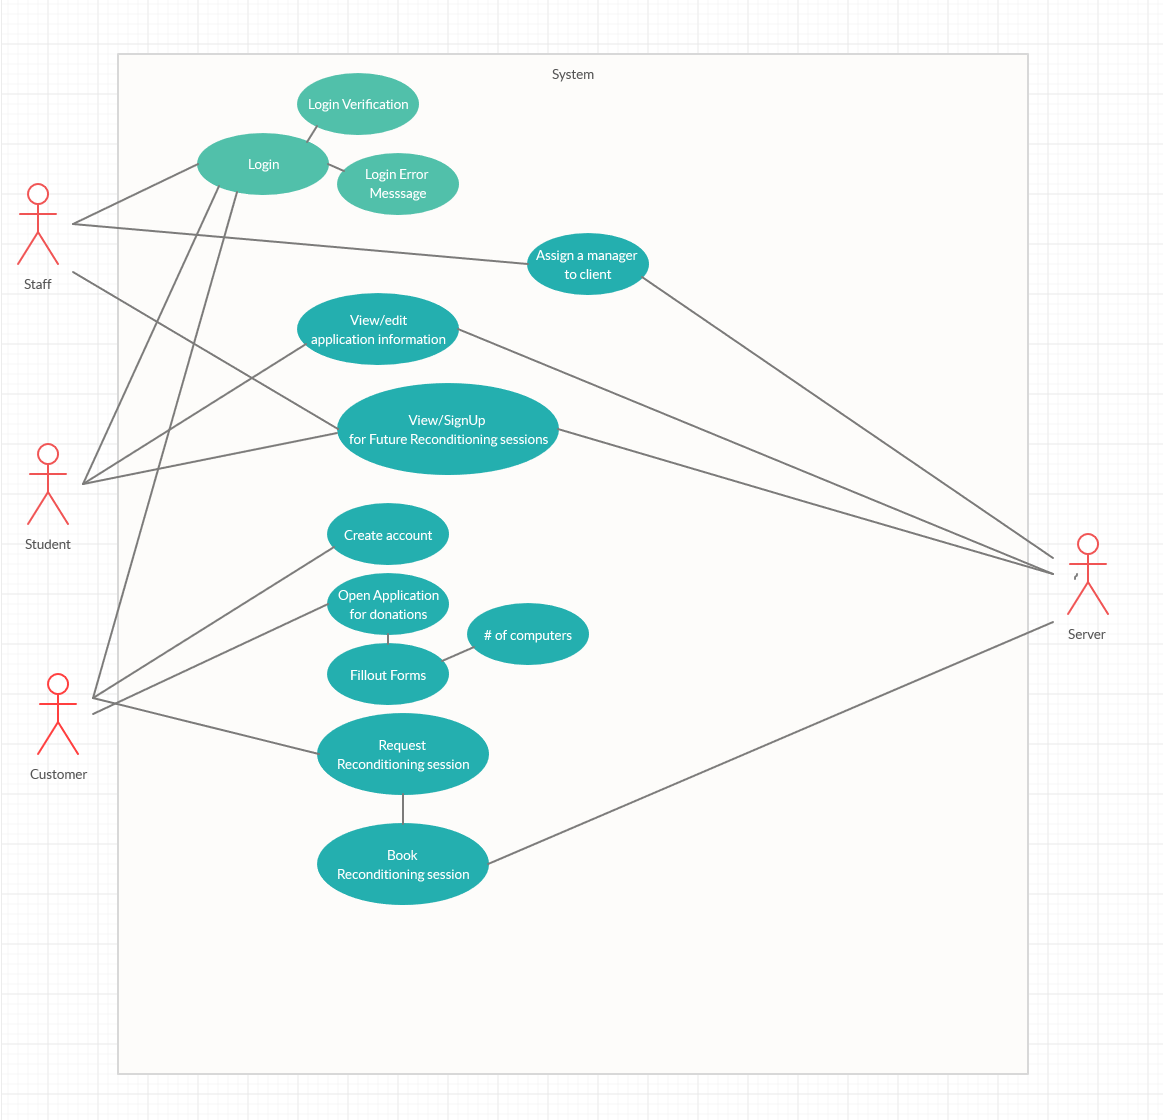 System
Login Verification
Login
Login Error
Messsage
Staff
Assign a manager
to client
View/edit
application information
View/SignUp
for Future Reconditioning sessions
Student
Create account
Open Application
for donations
# of computers
Server
Fillout Forms
Customer
Request
Reconditioning session
Book
Reconditioning session